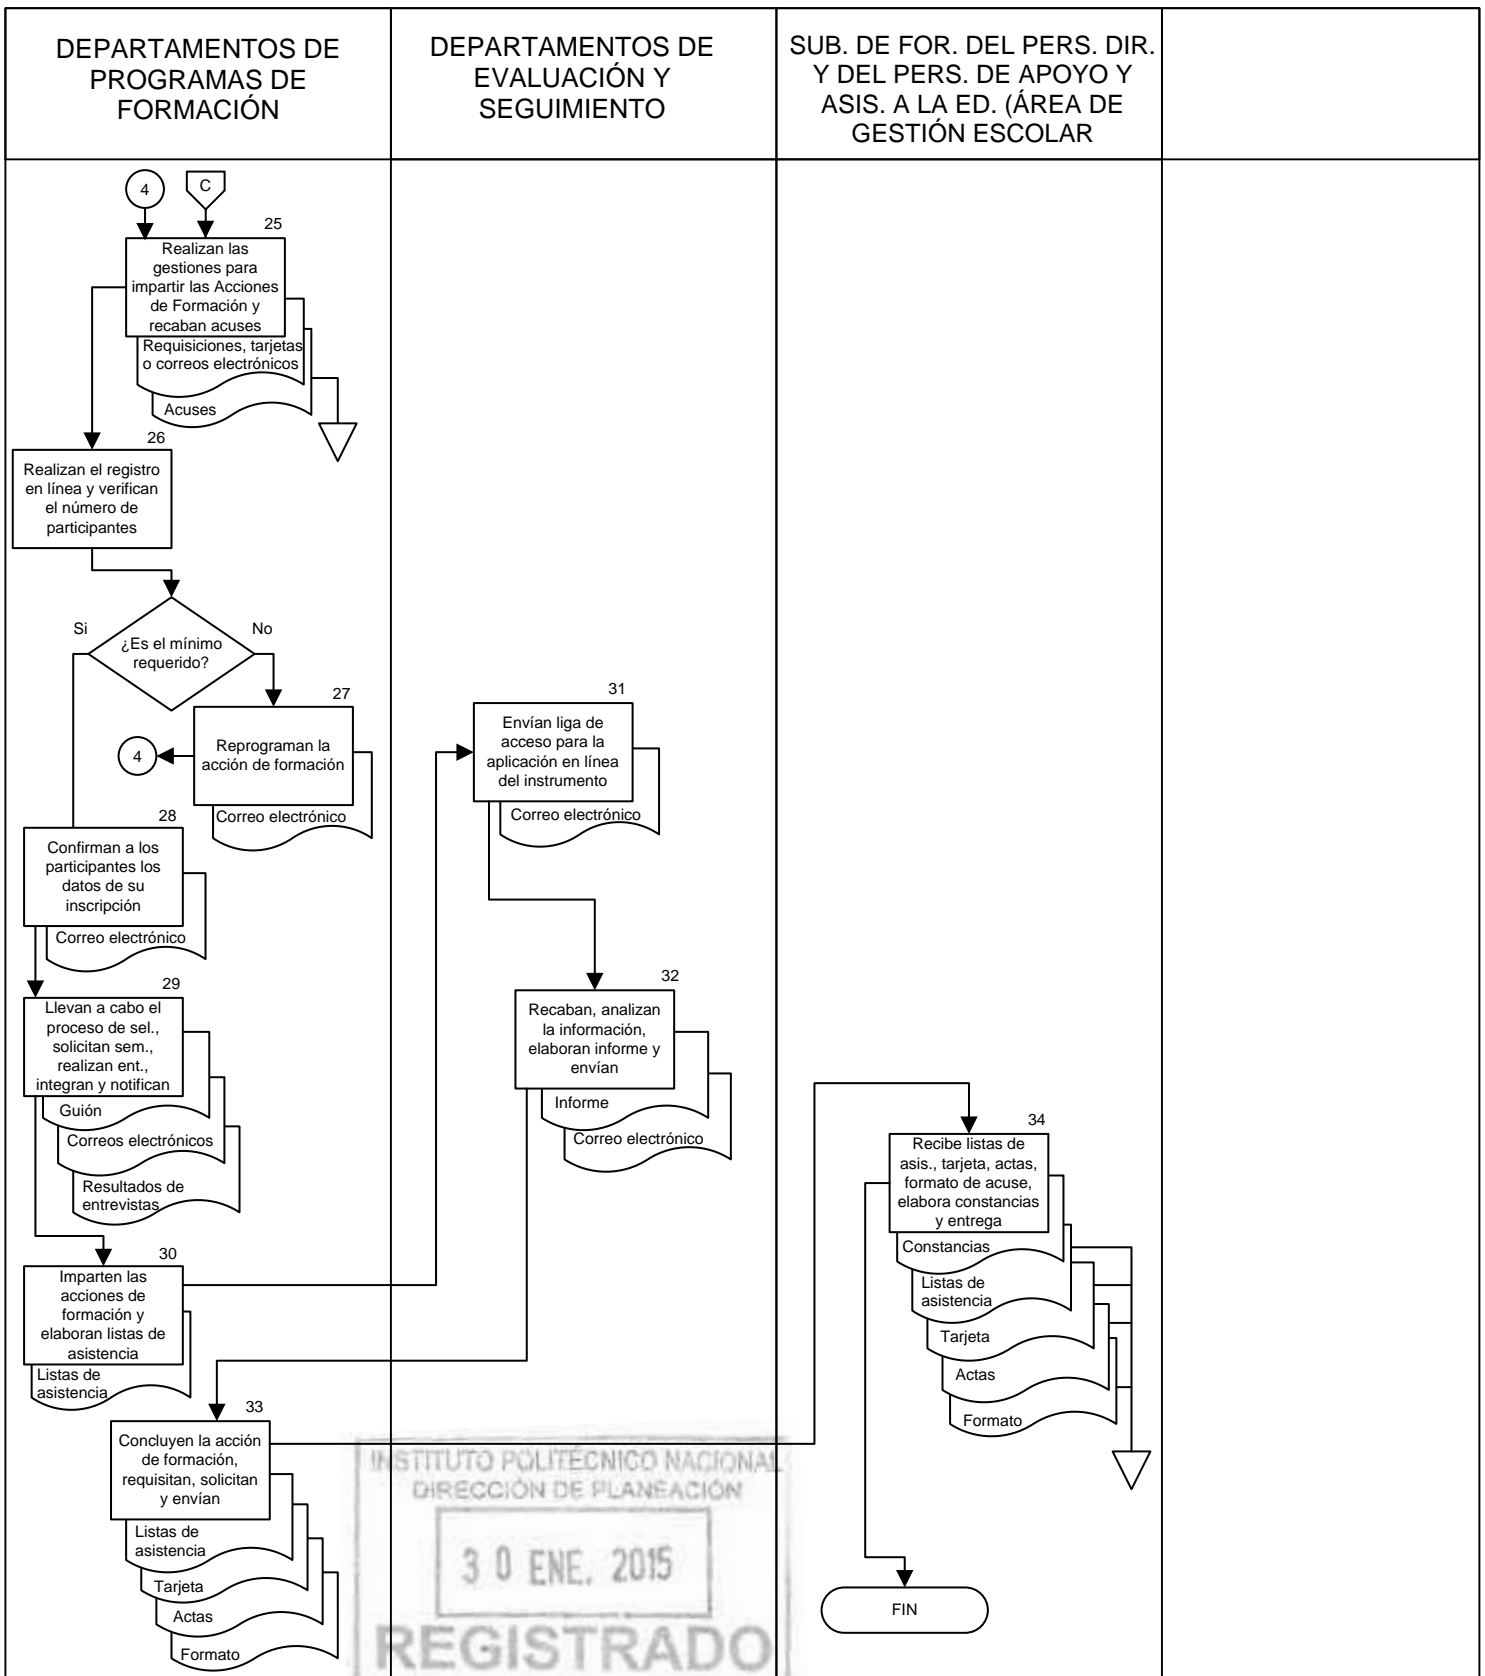 DEPARTAMENTOS DE
PROGRAMAS DE
FORMACIÓN
DEPARTAMENTOS DE
EVALUACIÓN Y
SEGUIMIENTO
SUB. DE FOR. DEL PERS. DIR.
Y DEL PERS. DE APOYO Y
ASIS. A LA ED. (ÁREA DE
GESTIÓN ESCOLAR
4
C
25
Realizan las
gestiones para
impartir las Acciones
de Formación y
recaban acuses
Requisiciones, tarjetas
o correos electrónicos
Acuses
26
Realizan el registro
en línea y verifican
el número de
participantes
Si
¿Es el mínimo
requerido?
No
27
Reprograman la
acción de formación
4
Correo electrónico
28
Confirman a los
participantes los
datos de su
inscripción
Correo electrónico
29
Llevan a cabo el
proceso de sel.,
solicitan sem.,
realizan ent.,
integran y notifican
Guión
Correos electrónicos
Resultados de
entrevistas
30
Imparten las
acciones de
formación y
elaboran listas de
asistencia
Listas de
asistencia
31
Envían liga de
acceso para la
aplicación en línea
del instrumento
Correo electrónico
32
Recaban, analizan
la información,
elaboran informe y
envían
Informe
Correo electrónico
33
Concluyen la acción
de formación,
requisitan, solicitan
y envían
Listas de
asistencia
Tarjeta
Actas
Formato
34
Recibe listas de
asis., tarjeta, actas,
formato de acuse,
elabora constancias
y entrega
Constancias
Listas de
asistencia
Tarjeta
Actas
Formato
FIN
INSTITUTO POLITÉCNICO NACIONAL
DIRECCIÓN DE PLANEACIÓN
30 ENE. 2015
REGISTRADO